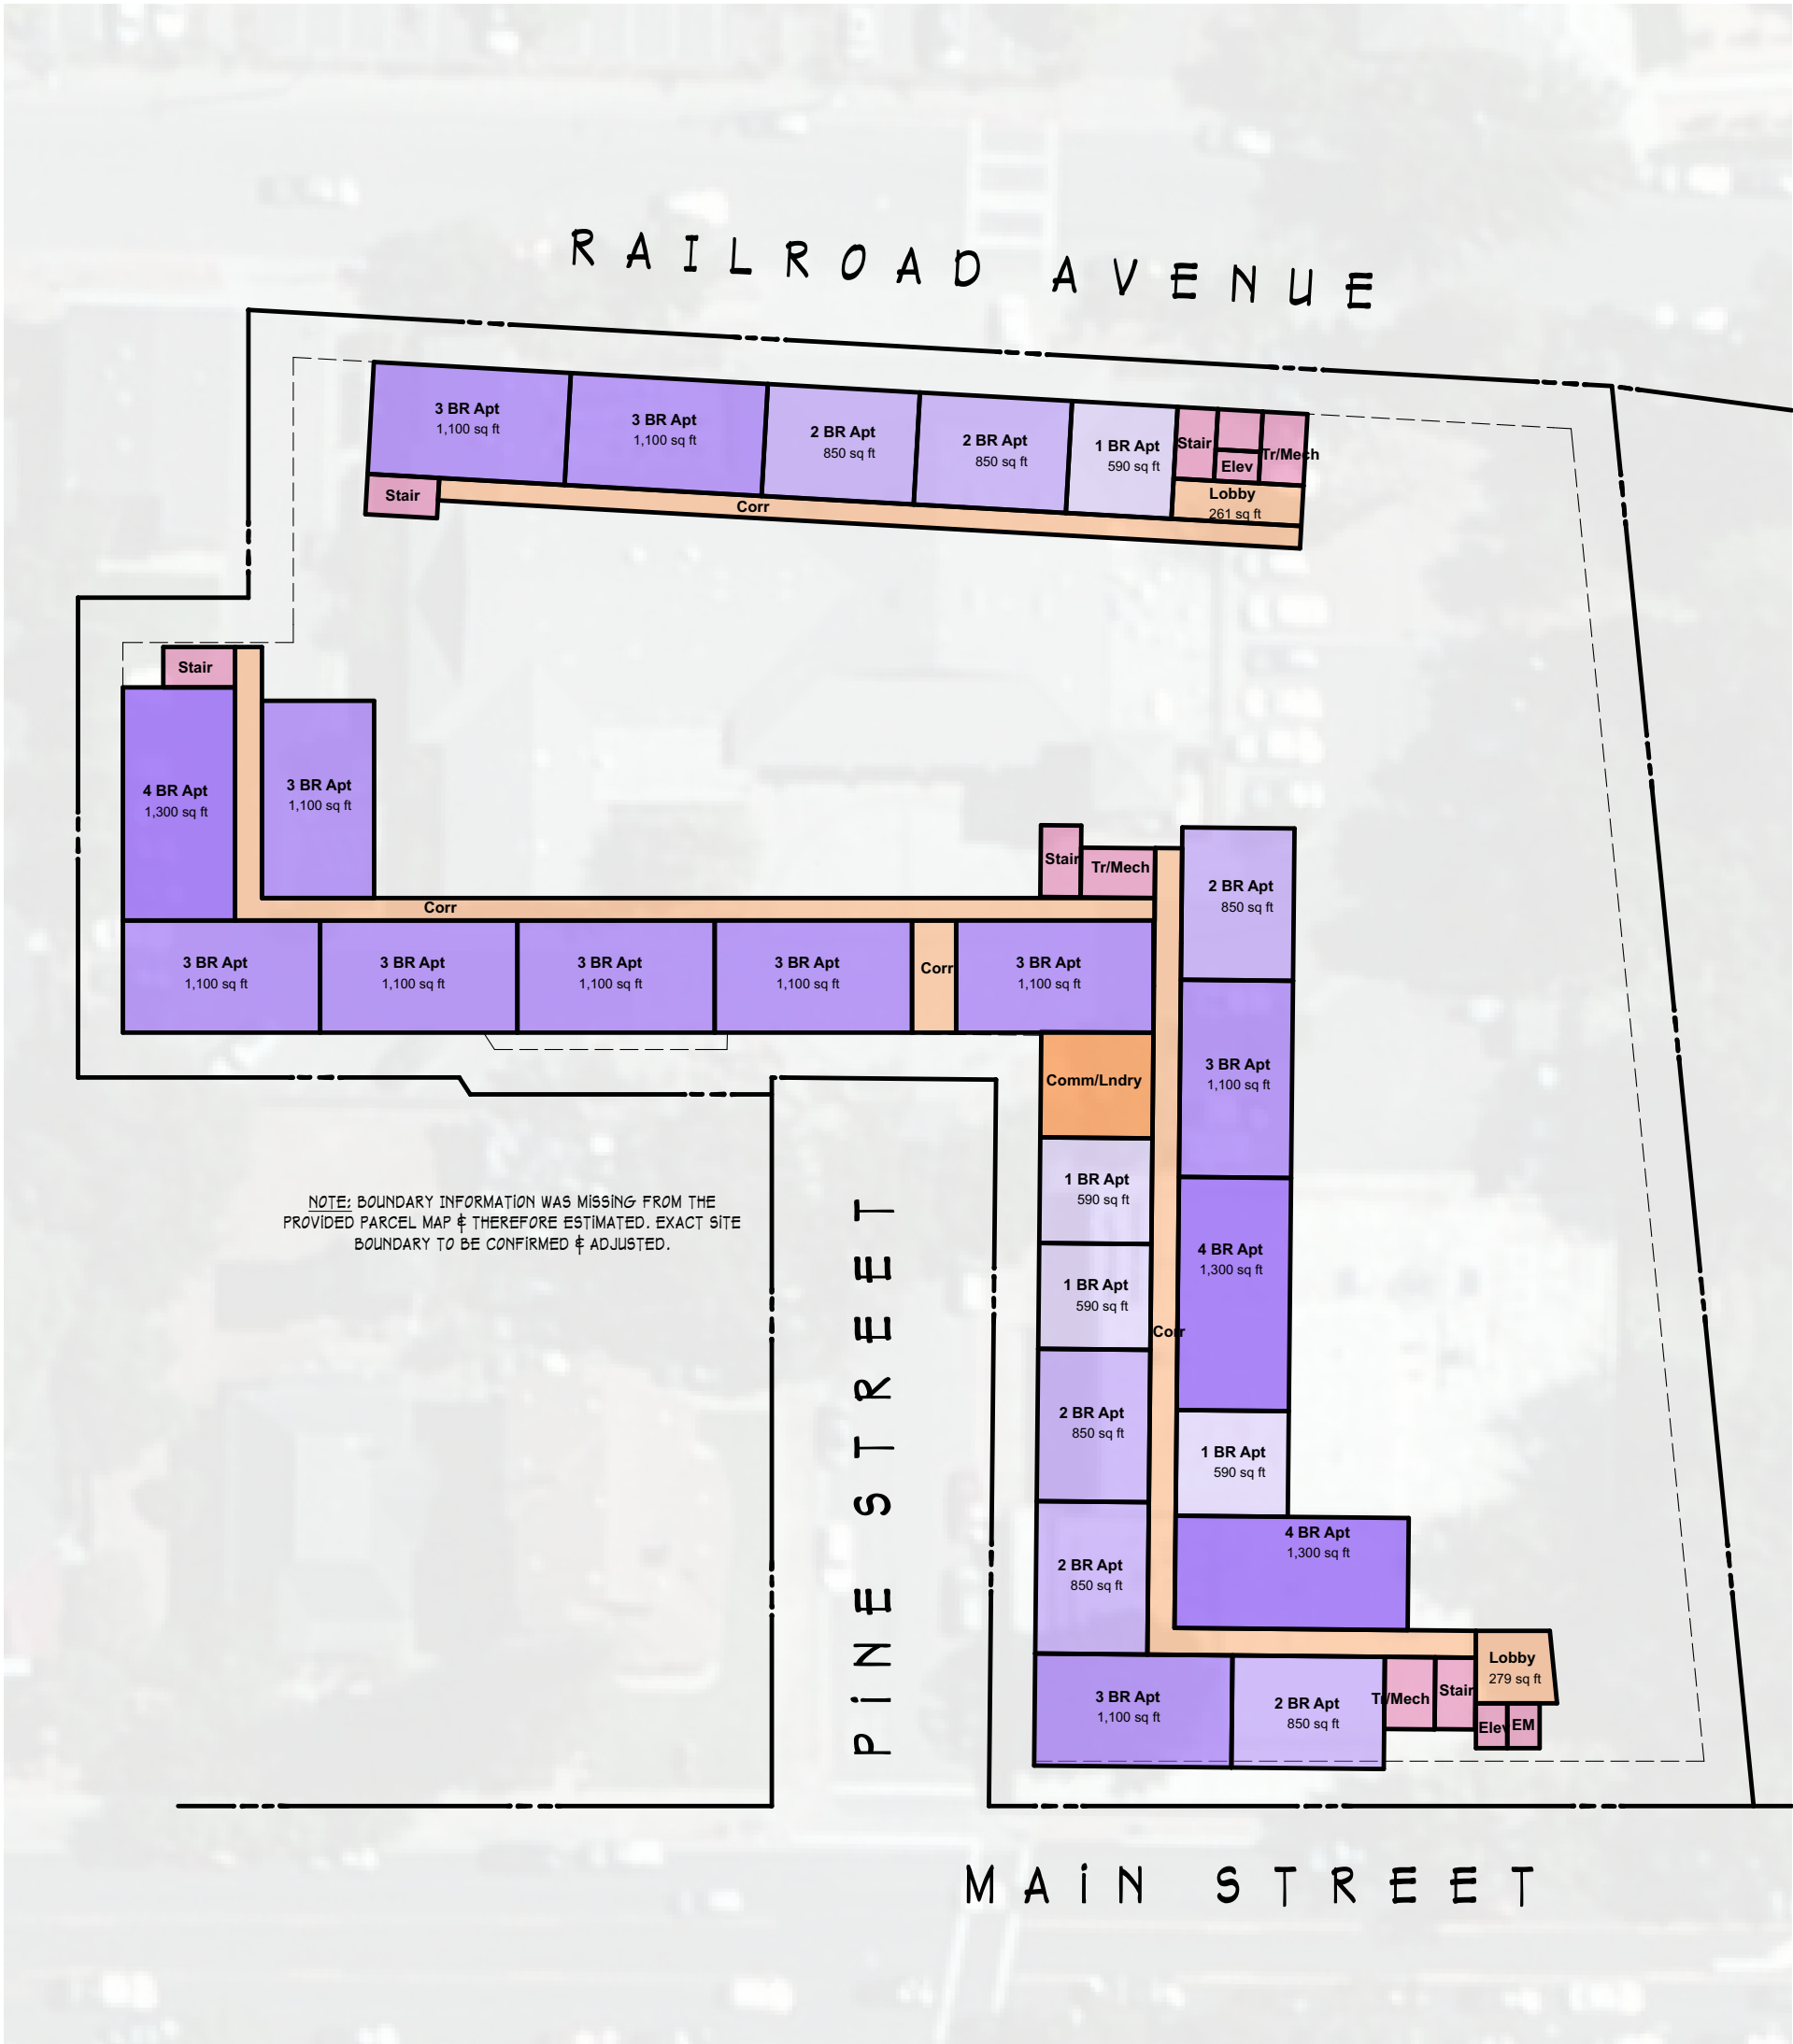 RAILROAD AVENUE
3 BR Apt
1,100 sq ft
3 BR Apt
1,100 sq ft
2 BR Apt
850 sq ft
2 BR Apt
850 sq ft
1 BR Apt
590 sq ft
Stair
Elev
Tr/Mech
Lobby
261 sq ft
Stair
Corr
Stair
4 BR Apt
1,300 sq ft
3 BR Apt
1,100 sq ft
Corr
Stair
Tr/Mech
2 BR Apt
850 sq ft
3 BR Apt
1,100 sq ft
3 BR Apt
1,100 sq ft
3 BR Apt
1,100 sq ft
3 BR Apt
1,100 sq ft
Corr
3 BR Apt
1,100 sq ft
Comm/Lndry
3 BR Apt
1,100 sq ft
1 BR Apt
590 sq ft
4 BR Apt
1,300 sq ft
1 BR Apt
590 sq ft
Corr
2 BR Apt
850 sq ft
1 BR Apt
590 sq ft
2 BR Apt
850 sq ft
4 BR Apt
1,300 sq ft
3 BR Apt
1,100 sq ft
2 BR Apt
850 sq ft
Tr/Mech
Stair
Lobby
279 sq ft
Elev
EM
NOTE: BOUNDARY INFORMATION WAS MISSING FROM THE
PROVIDED PARCEL MAP & THEREFORE ESTIMATED. EXACT SITE
BOUNDARY TO BE CONFIRMED & ADJUSTED.
PINE STREET
MAIN STREET